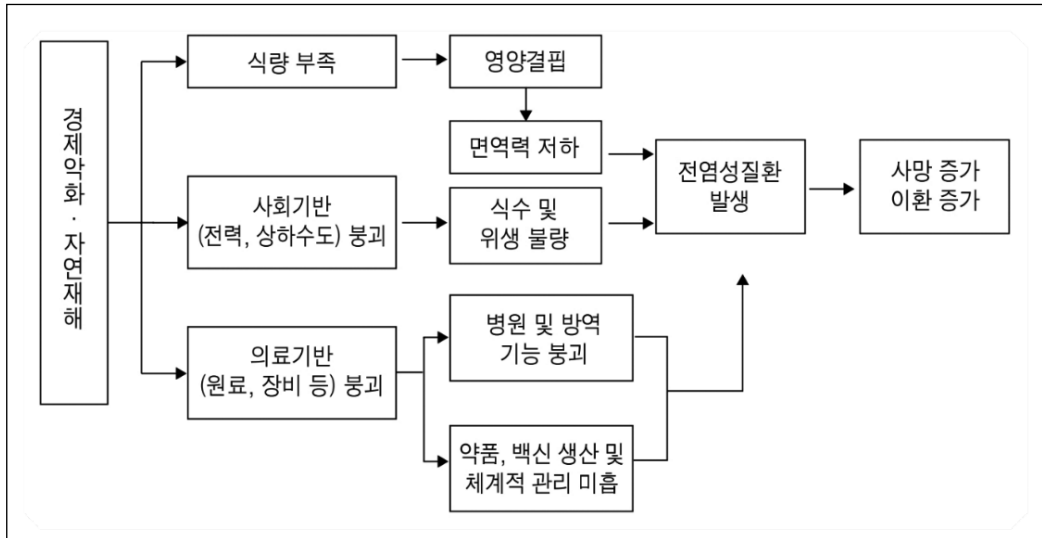 경제악화·자연재해
식량 부족
영양결핍
면역력 저하
사회기반
(전력, 상하수도) 붕괴
식수 및
위생 불량
전염성질환
발생
사망 증가
이환 증가
의료기반
(원료, 장비 등) 붕괴
병원 및 방역
기능 붕괴
약품, 백신 생산 및
체계적 관리 미흡